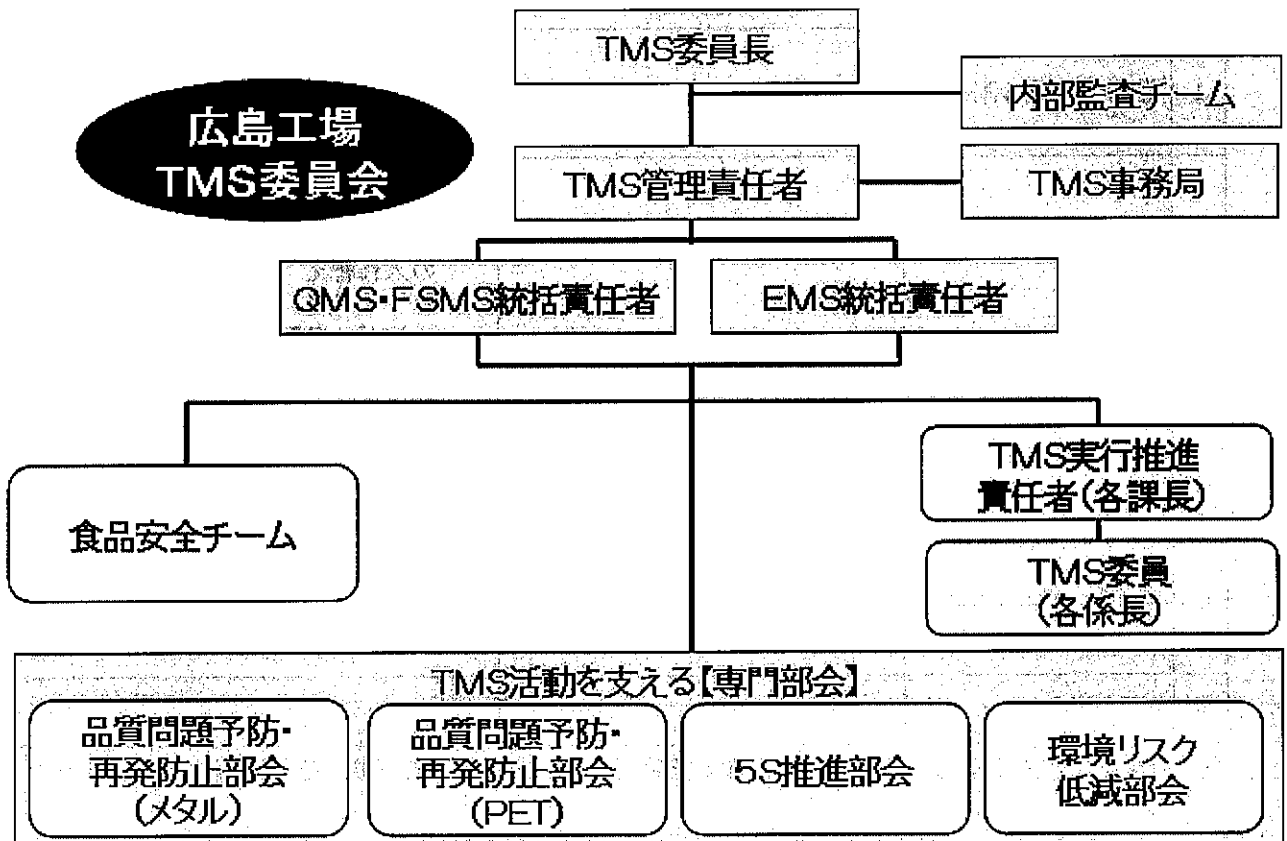 TMS委員長
内部監査チーム
広島工場
TMS委員会
TMS管理責任者
TMS事務局
QMS・FSMS統括責任者
EMS統括責任者
食品安全チーム
TMS実行推進
責任者(各課長)
TMS委員
(各係長)
TMS活動を支える【専門部会】
品質問題予防・
再発防止部会
(メタル)
品質問題予防・
再発防止部会
(PET)
5S推進部会
環境リスク
低減部会